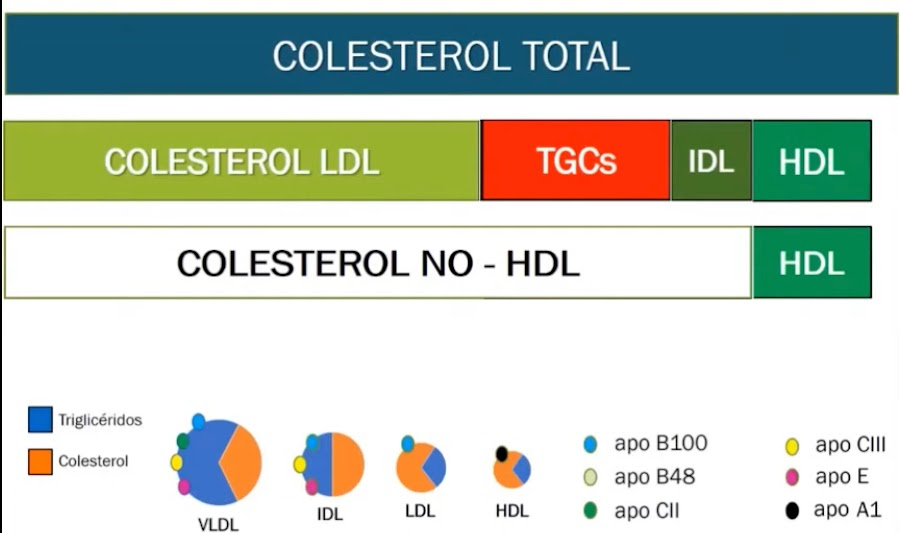 COLESTEROL TOTAL
COLESTEROL LDL TGCs IDL HDL
COLESTEROL NO - HDL HDL
Triglicéridos
Colesterol
VLDL IDL LDL HDL
apo B100 apo CIII
apo B48 apo E
apo CII apo A1